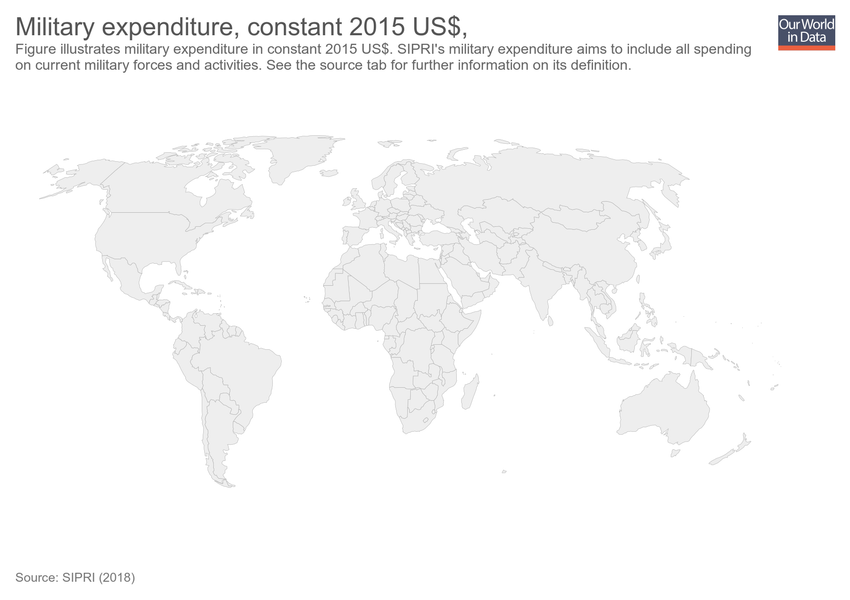 Military expenditure, constant 2015 US$,
Our World
in Data
Figure illustrates military expenditure in constant 2015 US$. SIPRI's military expenditure aims to include all spending
on current military forces and activities. See the source tab for further information on its definition.
Source: SIPRI (2018)